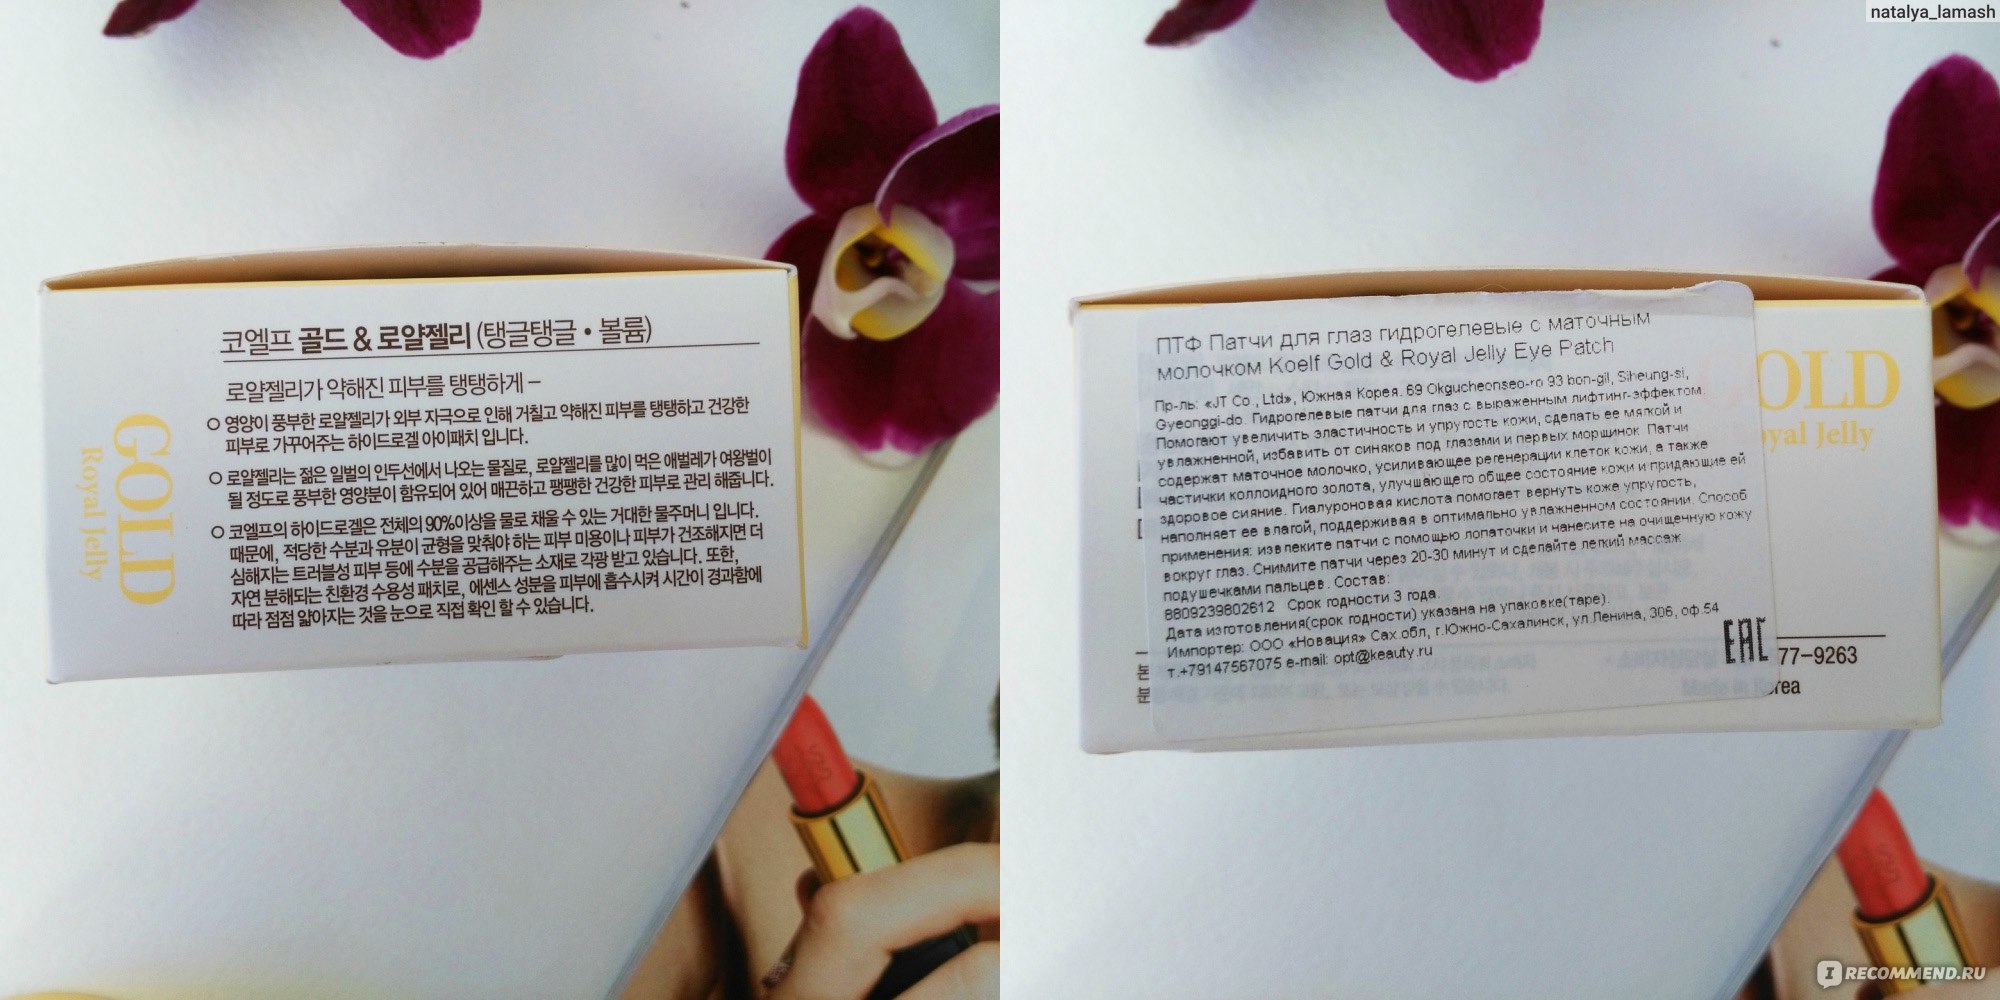 코엘프 골드 & 로얄젤리 (탱글탱글 • 볼륨)
로얄젤리가 약해진 피부를 탱탱하게 –
영양이 풍부한 로얄젤리가 외부 자극으로 인해 거칠고 약해진 피부를 탱탱하고 건강한
피부로 가꾸어주는 하이드로겔 아이패치 입니다.
로얄젤리는 젊은 일벌의 인두선에서 나오는 물질로, 로얄젤리를 많이 먹은 애벌레가 여왕벌이
될 정도로 풍부한 영양분이 함유되어 있어 매끈하고 팽팽한 건강한 피부로 관리 해줍니다.
코엘프의 하이드로겔은 전체의 90%이상을 물로 채울 수 있는 거대한 물주머니 입니다.
때문에, 적당한 수분과 유분이 균형을 맞춰야 하는 피부 미용이나 피부가 건조해지면 더
심해지는 트러블성 피부 등에 수분을 공급해주는 소재로 각광 받고 있습니다. 또한,
자연 분해되는 친환경 수용성 패치로, 에센스 성분을 피부에 흡수시켜 시간이 경과함에
따라 점점 얇아지는 것을 눈으로 직접 확인 할 수 있습니다.
GOLD
Royal Jelly
natalya_lamash
ПТФ Патчи для глаз гидрогелевые с маточным
молочком Koelf Gold & Royal Jelly Eye Patch
Пр-ль: «JT Co., Ltd», Южная Корея. 69 Okgucheonseo-ro 93 bon-gil, Siheung-si,
Gyeonggi-do. Гидрогелевые патчи для глаз с выраженным лифтинг-эффектом.
Помогают увеличить эластичность и упругость кожи, сделать ее мягкой и
увлажненной, избавить от синяков под глазами и первых морщинок. Патчи
содержат маточное молочко, усиливающее регенерации клеток кожи, а также
частички коллоидного золота, улучшающего общее состояние кожи и придающие ей
здоровое сияние. Гиалуроновая кислота помогает вернуть коже упругость,
наполняет ее влагой, поддерживая в оптимально увлажненном состоянии. Способ
применения: извлеките патчи с помощью лопаточки и нанесите на очищенную кожу
вокруг глаз. Снимите патчи через 20-30 минут и сделайте легкий массаж
подушечками пальцев. Состав:
8809239802612 Срок годности 3 года.
Дата изготовления(срок годности) указана на упаковке(таре).
Импортер: ООО «Новация» Сах.обл, г.Южно-Сахалинск, ул.Ленина, 306, оф.54
т.+79147567075 e-mail: opt@keauty.ru
EAC
OLD
oyal Jelly
77-9263
rea
본
분
RECOMMEND.RU